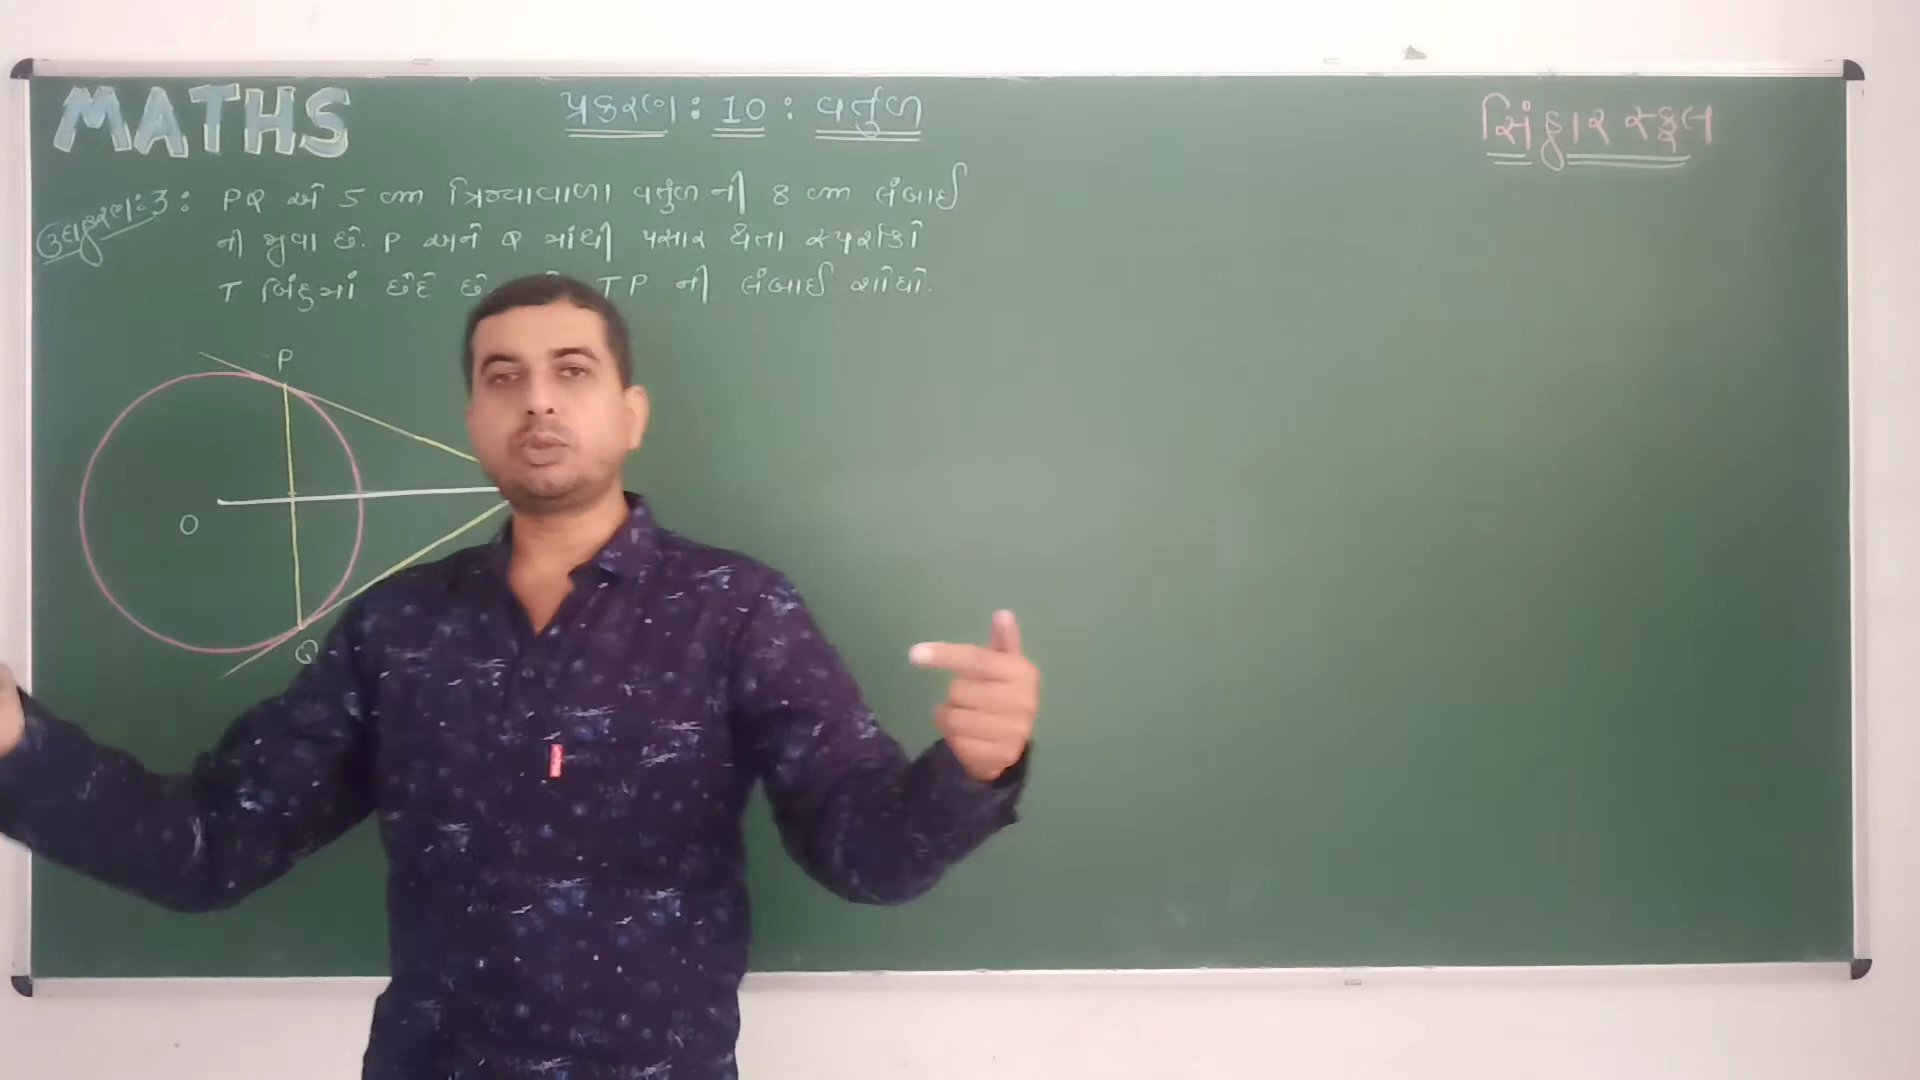 MATHS
પ્રકરણ : 10 : વર્તુળ
સિંહાર સ્કૂલ
ઉદાહરણ : 3 : PQ એ 5 cm ત્રિજ્યાવાળા વર્તુળ ની 8 cm લંબાઈ
ની જીવા છે. P અને Q માંથી પસાર થતા સ્પર્શકો
T બિંદુમાં છેદે છે TP ની લંબાઈ શોધો.
P
O
Q